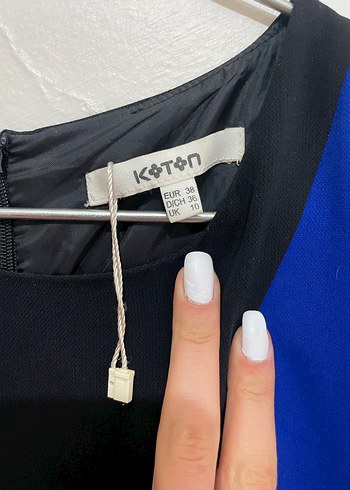 KOTON
EUR 38
D/CH 36
UK 10